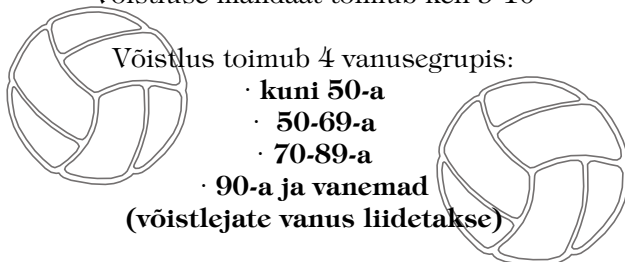 Võistlus toimub 4 vanusegrupis:
· kuni 50-a
· 50-69-a
· 70-89-a
· 90-a ja vanemad
(võistlejate vanus liidetakse)